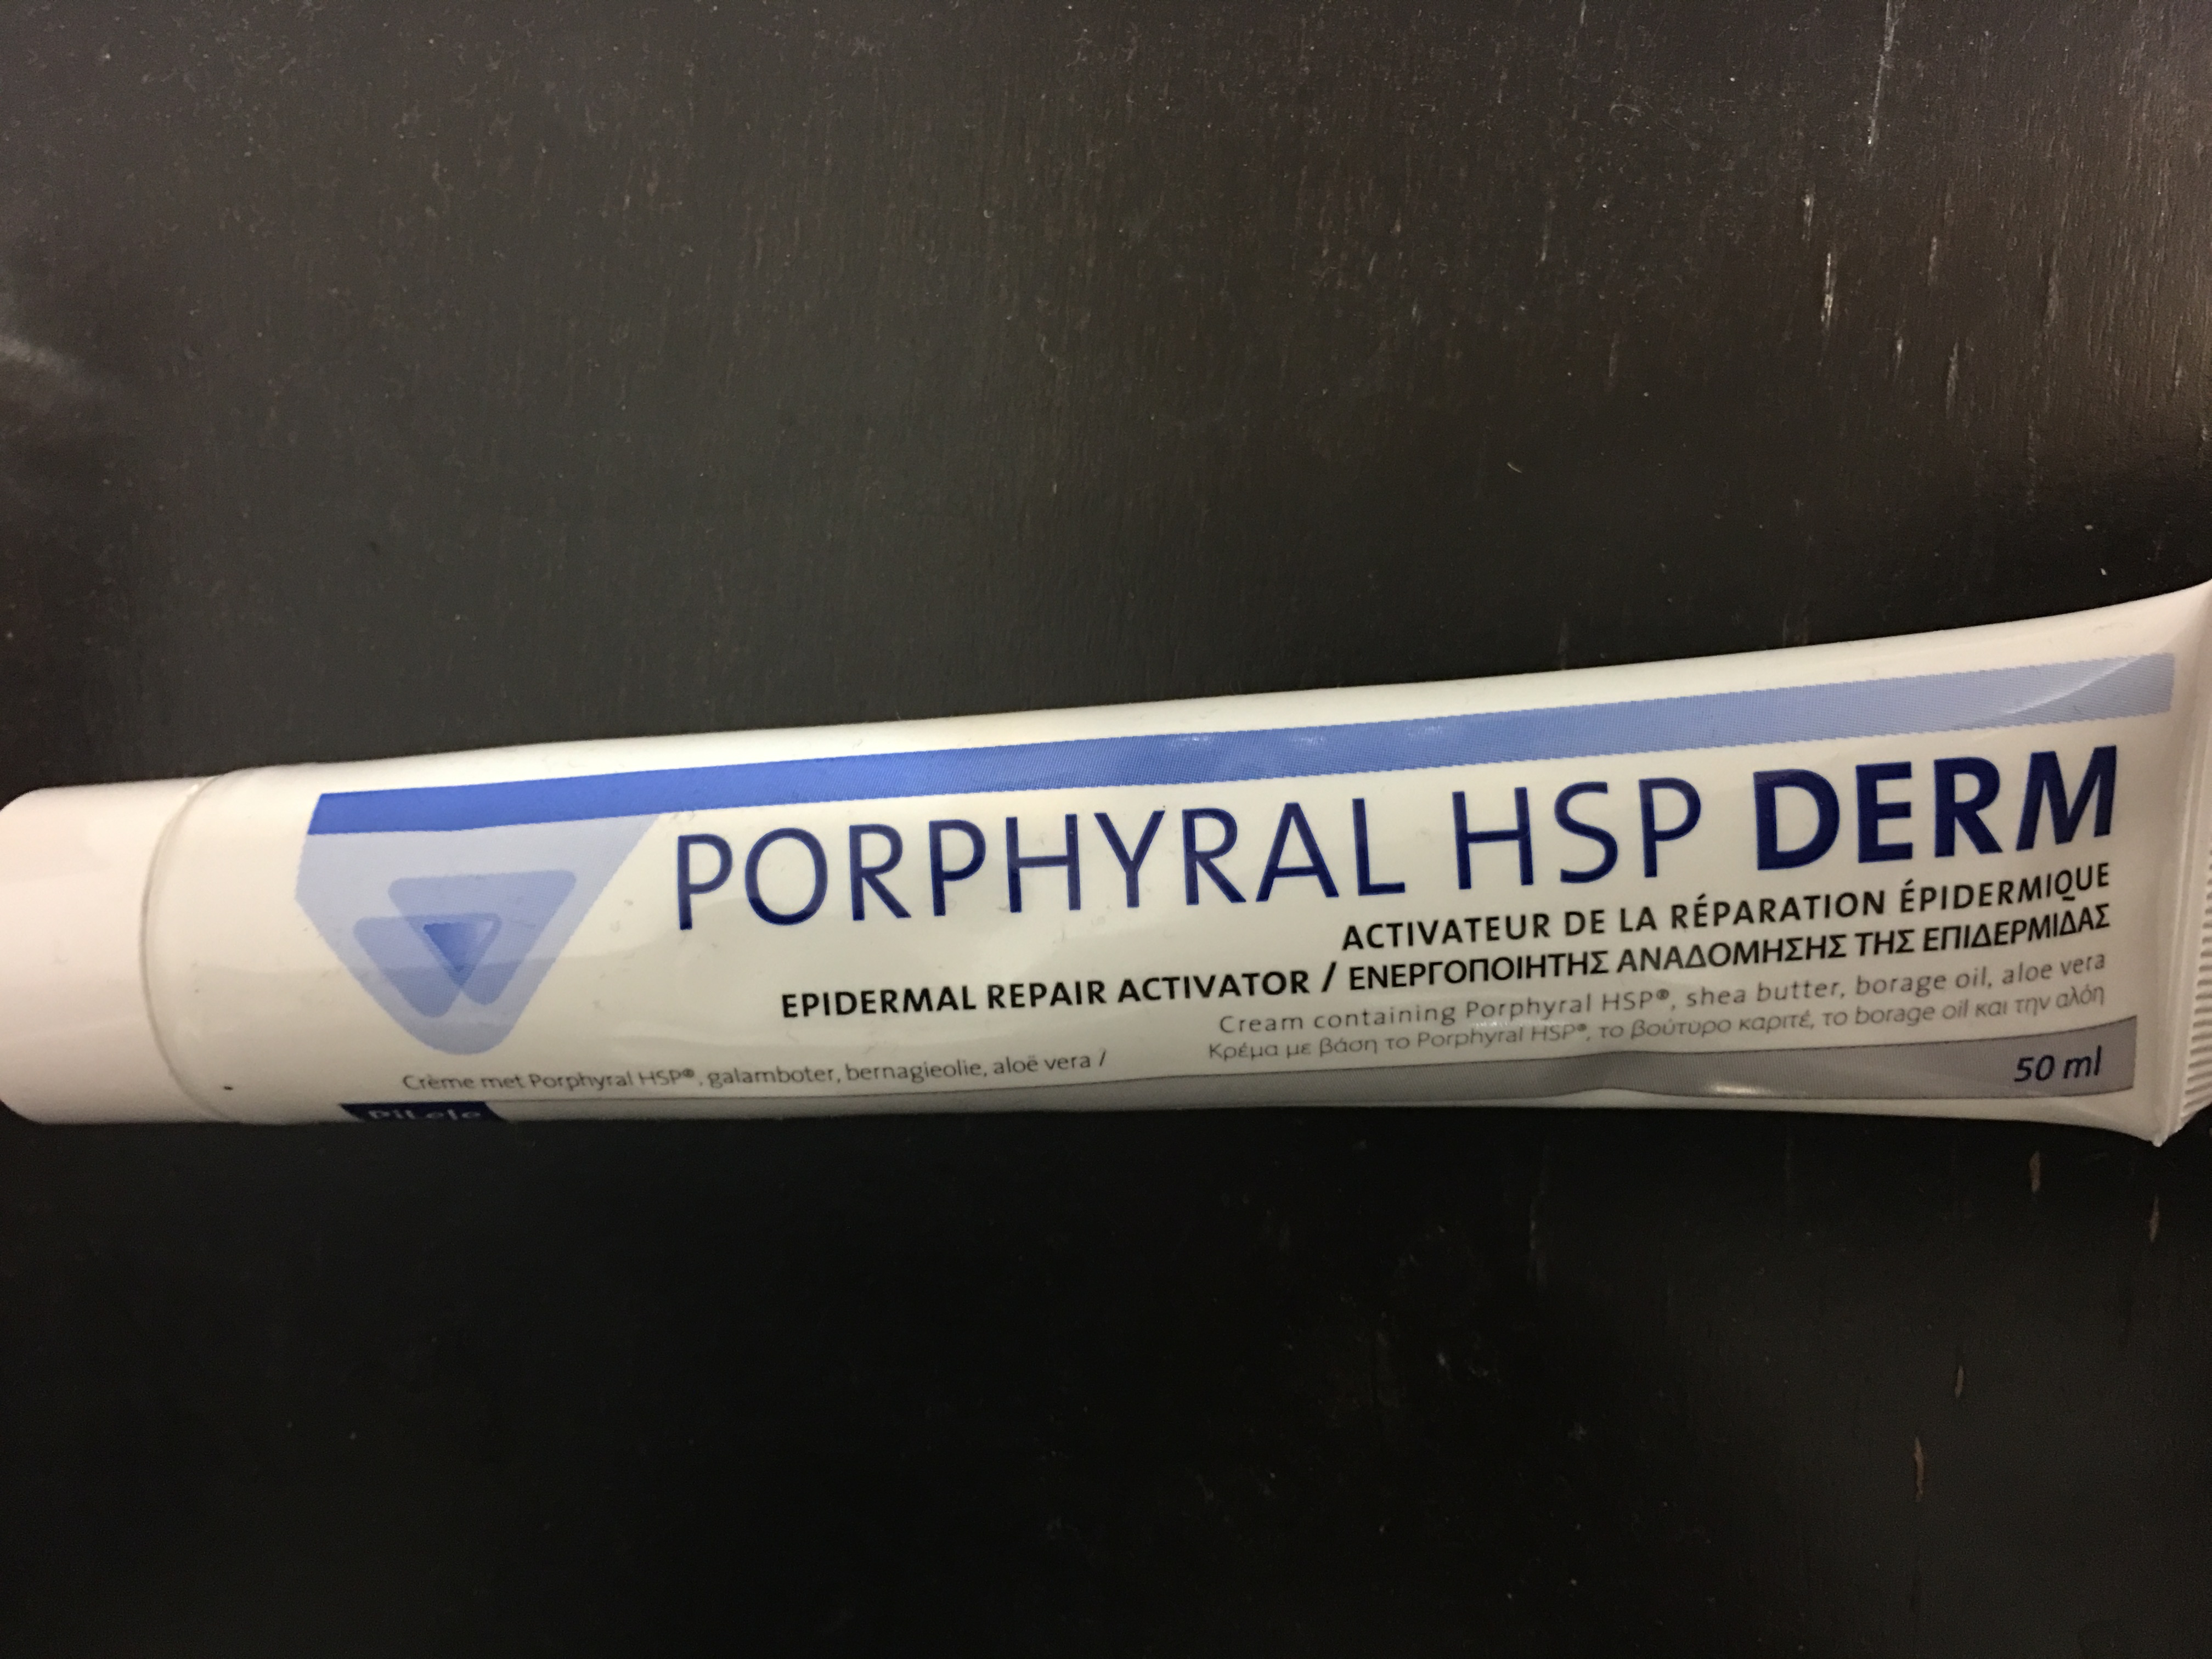 PORPHYRAL HSP DERM
ACTIVATEUR DE LA RÉPARATION ÉPIDERMIQUE
EPIDERMAL REPAIR ACTIVATOR / ΕΝΕΡΓΟΠΟΙΗΤΗΣ ΑΝΑΔΟΜΗΣΗΣ ΤΗΣ ΕΠΙΔΕΡΜΙΔΑΣ
Cream containing Porphyral HSP®, shea butter, borage oil, aloe vera
Crème met Porphyral HSP®, galamboter, bernagieolie, aloë vera / Κρέμα με βάση το Porphyral HSP®, το βούτυρο καριτέ, το borage oil και την αλόη
50 ml